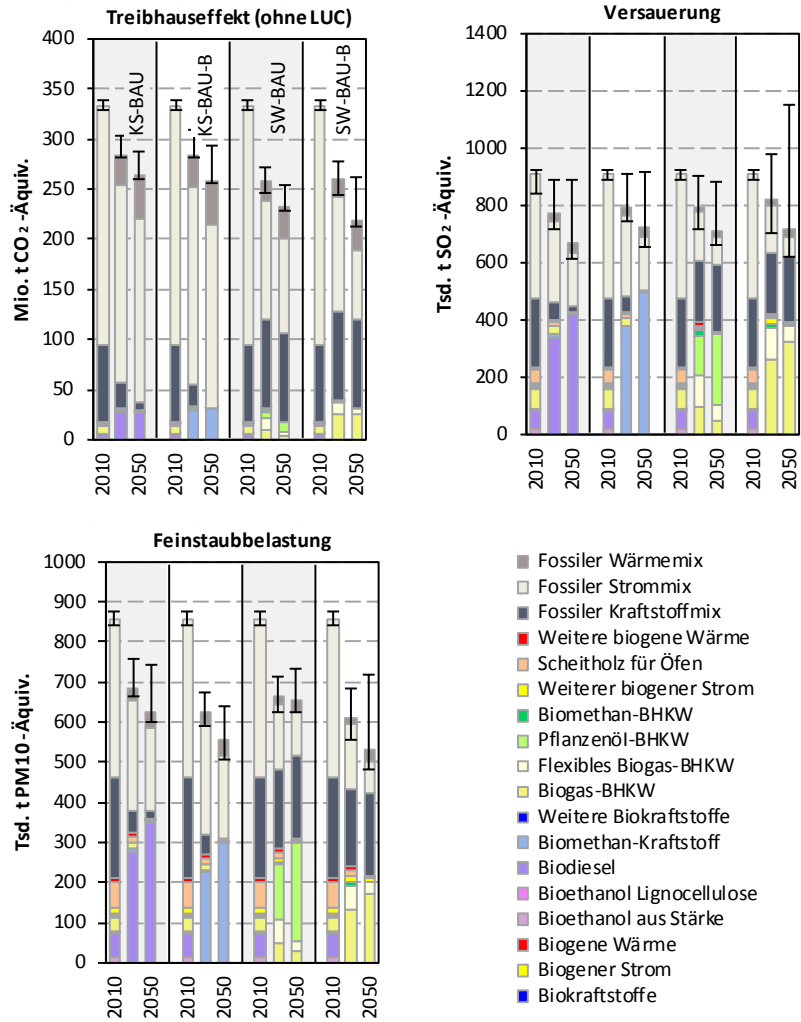 Treibhauseffekt (ohne LUC)
Mio. t CO₂-Äquiv.
400
350
300
250
200
150
100
50
0
KS-BAU
KS-BAU-B
SW-BAU
SW-BAU-B
2010
2050
2010
2050
2010
2050
2010
2050
Versauerung
Tsd. t SO₂-Äquiv.
1400
1200
1000
800
600
400
200
0
2010
2050
2010
2050
2010
2050
2010
2050
Feinstaubbelastung
Tsd. t PM10-Äquiv.
1000
900
800
700
600
500
400
300
200
100
0
2010
2050
2010
2050
2010
2050
2010
2050
Fossiler Wärmemix
Fossiler Strommix
Fossiler Kraftstoffmix
Weitere biogene Wärme
Scheitholz für Öfen
Weiterer biogener Strom
Biomethan-BHKW
Pflanzenöl-BHKW
Flexibles Biogas-BHKW
Biogas-BHKW
Weitere Biokraftstoffe
Biomethan-Kraftstoff
Biodiesel
Bioethanol Lignocellulose
Bioethanol aus Stärke
Biogene Wärme
Biogener Strom
Biokraftstoffe